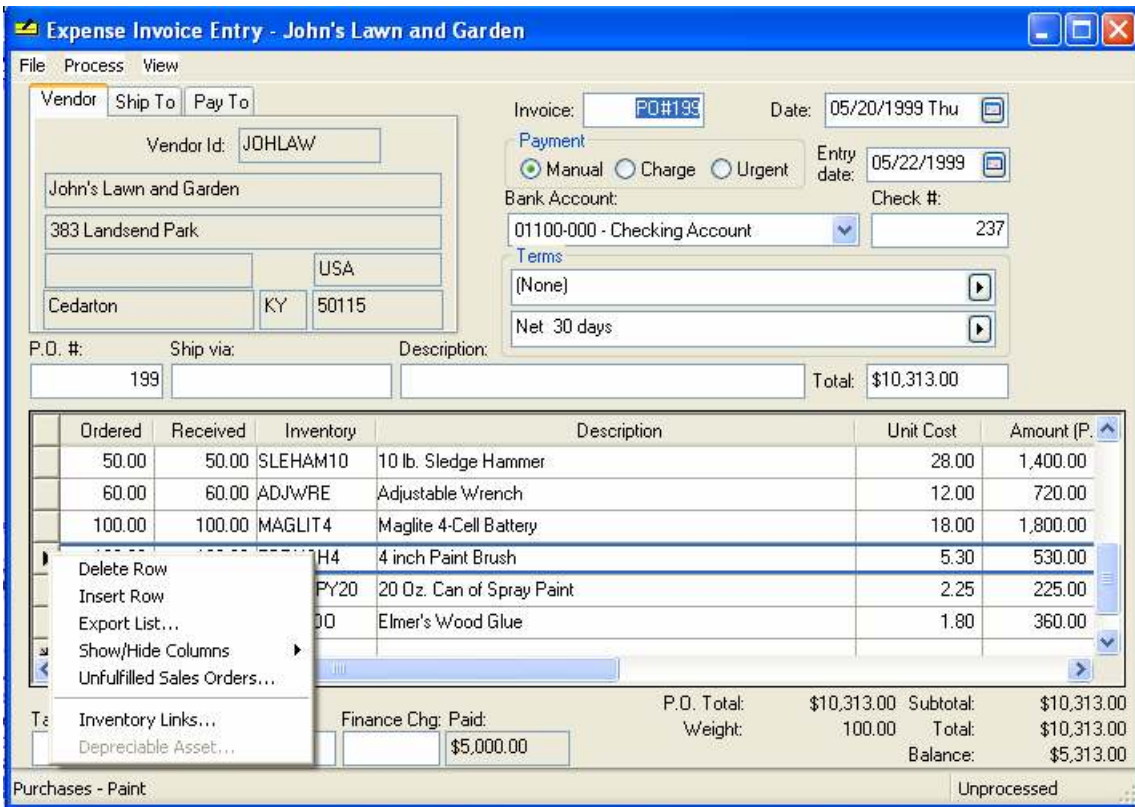 Expense Invoice Entry - John's Lawn and Garden
File Process View
Vendor Ship To Pay To
Invoice: PO#199 Date: 05/20/1999 Thu
Vendor Id: JOHLAW
Payment
Manual Charge Urgent
Entry date: 05/22/1999
John's Lawn and Garden
383 Landsend Park
USA
Cedarton KY 50115
Bank Account: Check #:
01100-000 - Checking Account 237
Terms
(None)
Net 30 days
P.O. #: Ship via: Description:
199 Total: $10,313.00
Ordered Received Inventory Description Unit Cost Amount (P.
50.00 50.00 SLEHAM10 10 lb. Sledge Hammer 28.00 1,400.00
60.00 60.00 ADJWRE Adjustable Wrench 12.00 720.00
100.00 100.00 MAGLIT4 Maglite 4-Cell Battery 18.00 1,800.00
H4 4 inch Paint Brush 5.30 530.00
PY20 20 Oz. Can of Spray Paint 2.25 225.00
Elmer's Wood Glue 1.80 360.00
Delete Row
Insert Row
Export List...
Show/Hide Columns
Unfulfilled Sales Orders...
Inventory Links...
Depreciable Asset...
Finance Chg: Paid:
$5,000.00
P.O. Total: $10,313.00 Subtotal: $10,313.00
Weight: 100.00 Total: $10,313.00
Balance: $5,313.00
Purchases - Paint Unprocessed